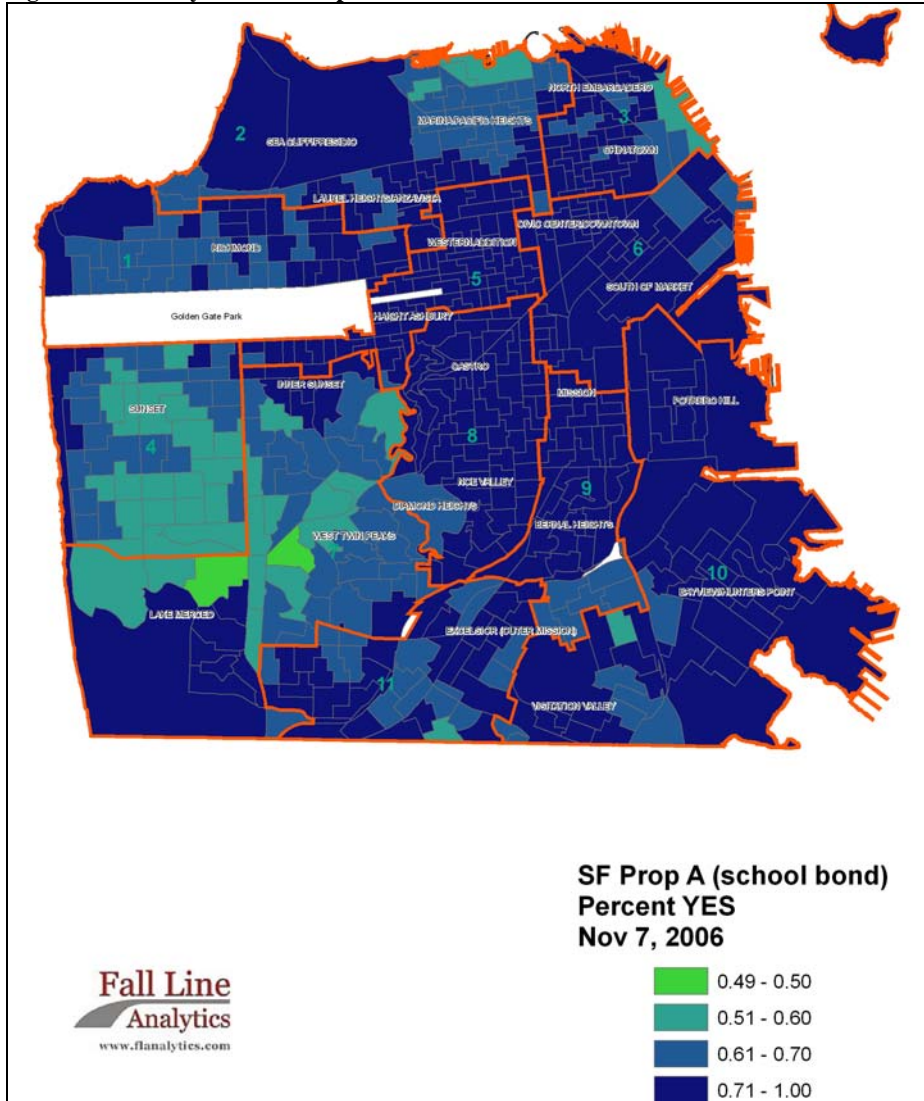 2
SEA CLIFF/PRESIDIO
MARINA/PACIFIC HEIGHTS
NORTH EMBARCADERO
3
CHINATOWN
LAUREL HEIGHTS/ANZA VISTA
1
RICHMOND
WESTERN ADDITION
CIVIC CENTER/DOWNTOWN
6
5
SOUTH OF MARKET
Golden Gate Park
HAIGHT ASHBURY
CASTRO
INNER SUNSET
MISSION
POTRERO HILL
SUNSET
4
8
NOE VALLEY
9
DIAMOND HEIGHTS
BERNAL HEIGHTS
WEST TWIN PEAKS
10
BAYVIEW/HUNTERS POINT
LAKE MERCED
EXCELSIOR (OUTER MISSION)
11
VISITATION VALLEY
SF Prop A (school bond)
Percent YES
Nov 7, 2006
0.49 - 0.50
0.51 - 0.60
0.61 - 0.70
0.71 - 1.00
Fall Line
Analytics
www.flanalytics.com